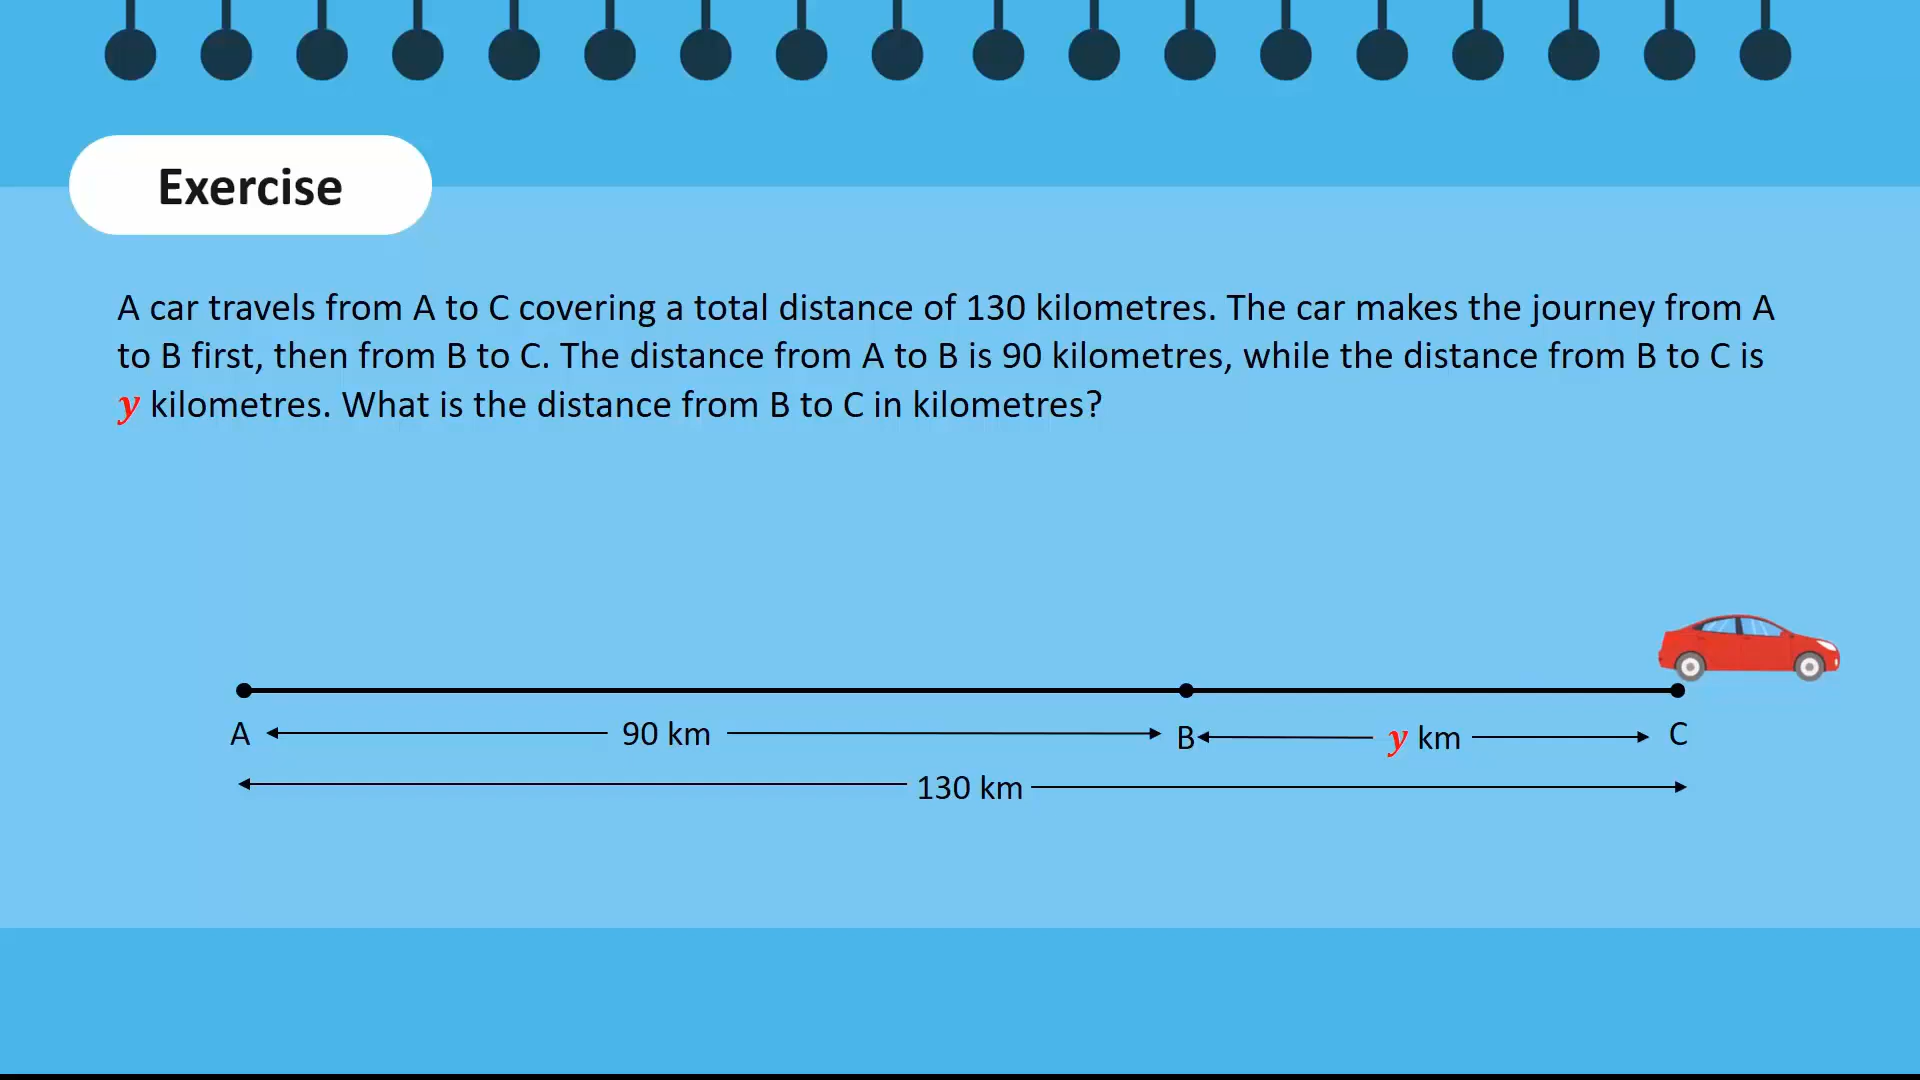 Exercise
A car travels from A to C covering a total distance of 130 kilometres. The car makes the journey from A
to B first, then from B to C. The distance from A to B is 90 kilometres, while the distance from B to C is
y kilometres. What is the distance from B to C in kilometres?
A 90 km B y km C
130 km